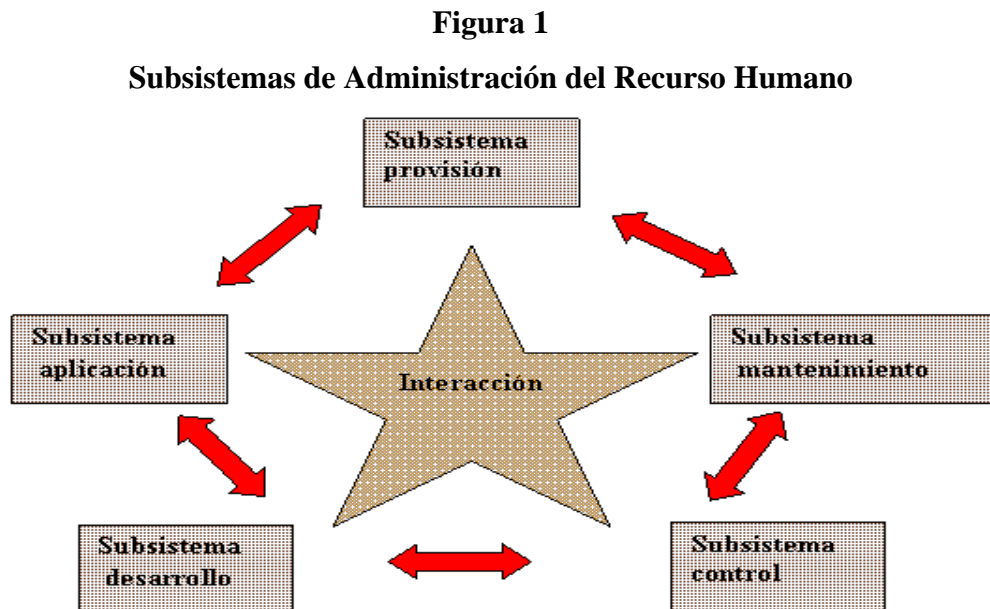 Figura 1
Subsistemas de Administración del Recurso Humano
Subsistema
provisión
Subsistema
aplicación
Interacción
Subsistema
mantenimiento
Subsistema
desarrollo
Subsistema
control